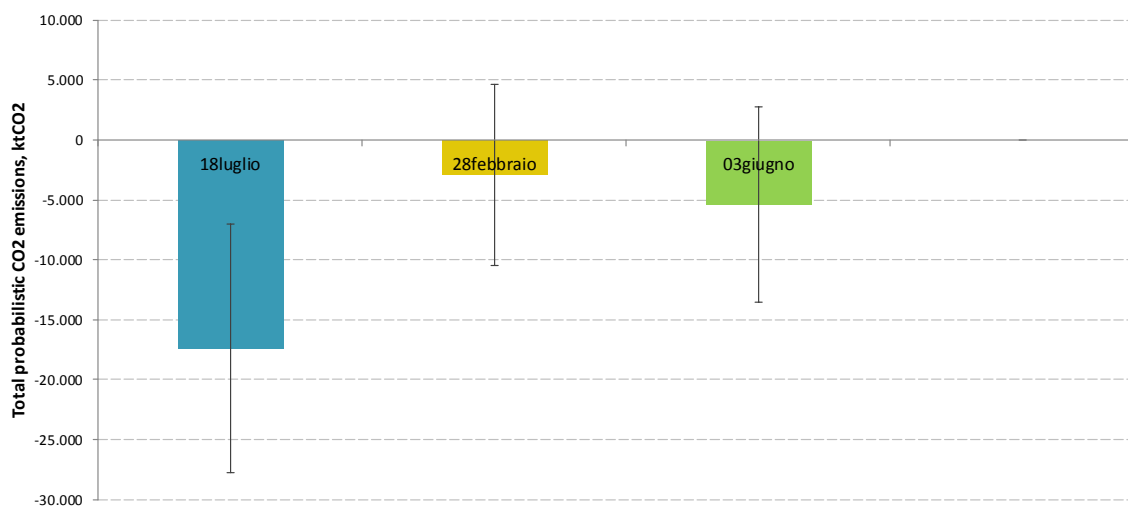 Total probabilistic CO2 emissions, ktCO2
10.000
5.000
0
-5.000
-10.000
-15.000
-20.000
-25.000
-30.000
18luglio
28febbraio
03giugno